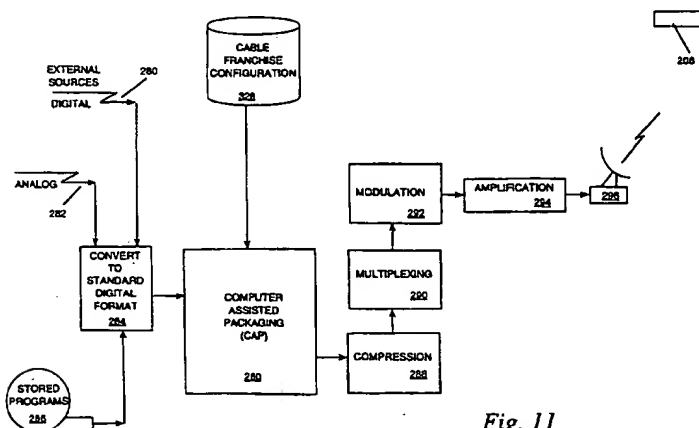 CABLE
FRANCHISE
CONFIGURATION
328
208
EXTERNAL
SOURCES
280
DIGITAL
ANALOG
282
CONVERT
TO
STANDARD
DIGITAL
FORMAT
284
COMPUTER
ASSISTED
PACKAGING
(CAP)
260
MODULATION
292
AMPLIFICATION
294
296
MULTIPLEXING
290
COMPRESSION
288
STORED
PROGRAMS
286
Fig. 11